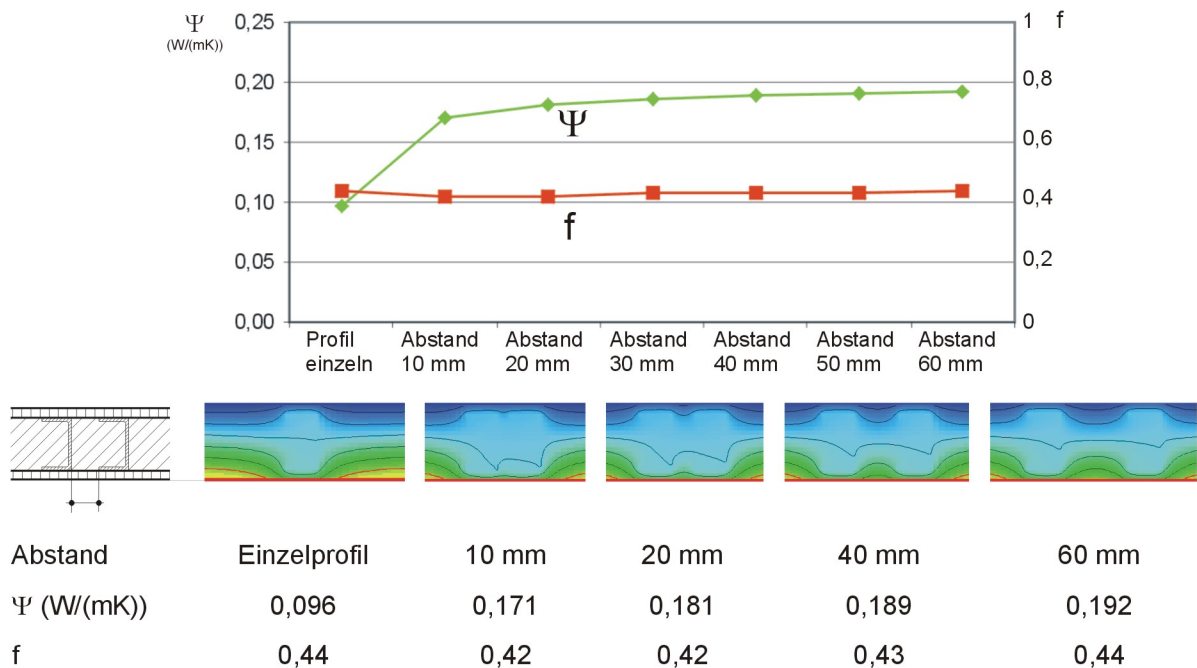 Ψ
(W/(mK))
0,25
0,20
0,15
0,10
0,05
0,00
1 f
0,8
0,6
0,4
0,2
0
Ψ
f
Profil einzeln
Abstand 10 mm
Abstand 20 mm
Abstand 30 mm
Abstand 40 mm
Abstand 50 mm
Abstand 60 mm
Abstand Einzelprofil 10 mm 20 mm 40 mm 60 mm
Ψ (W/(mK)) 0,096 0,171 0,181 0,189 0,192
f 0,44 0,42 0,42 0,43 0,44